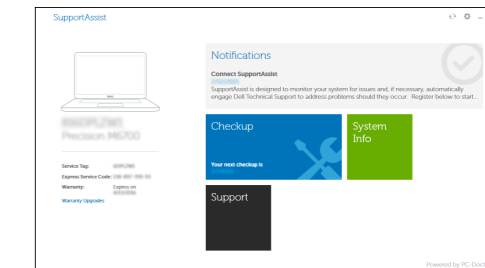 SupportAssist
Notifications
Connect SupportAssist
SupportAssist is designed to monitor your system for issues and, if necessary, automatically
engage Dell Technical Support to address problems should they occur. Register below to start...
Precision M6700
Checkup
System
Info
Service Tag:
Express Service Code:
Warranty: Expires on
Warranty Upgrades
Your next checkup is
Support
Powered by PC-Doct